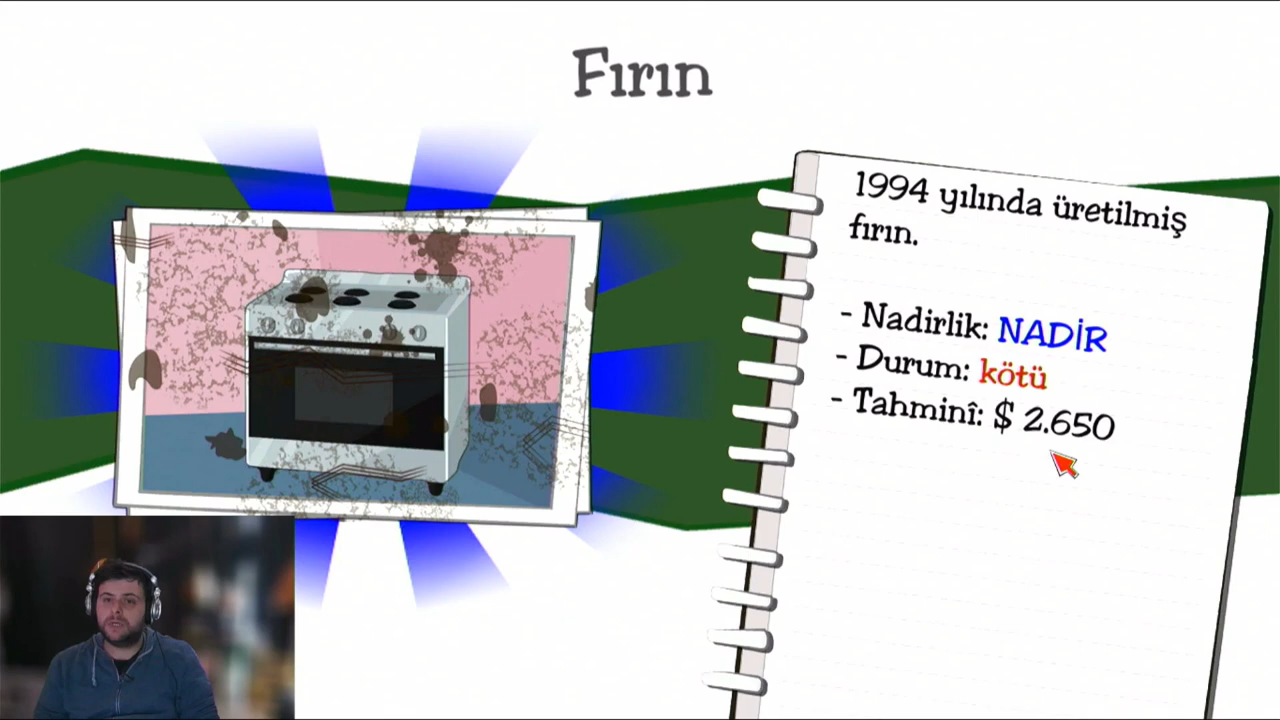 Fırın
1994 yılında üretilmiş
fırın.
- Nadirlik: NADİR
- Durum: kötü
- Tahminî: $ 2.650